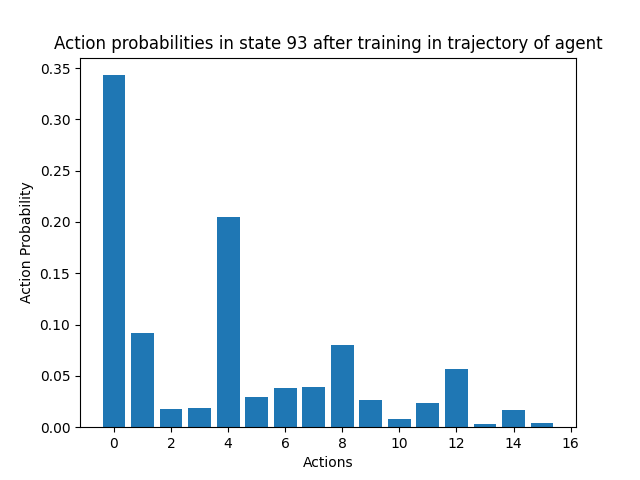 Action probabilities in state 93 after training in trajectory of agent
0.35
0.30
0.25
0.20
0.15
0.10
0.05
0.00
Action Probability
0 2 4 6 8 10 12 14 16
Actions